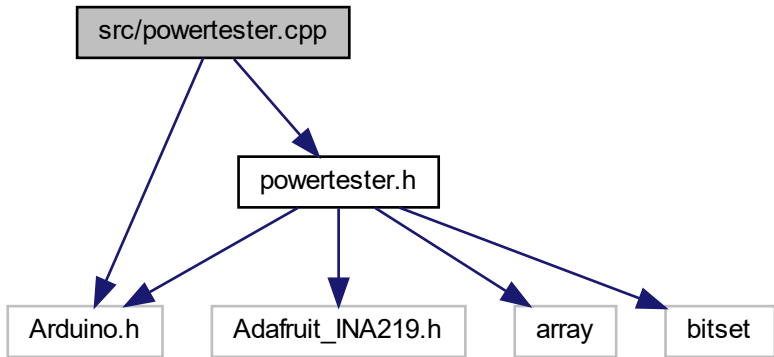 src/powertester.cpp
powertester.h
Arduino.h
Adafruit_INA219.h
array
bitset